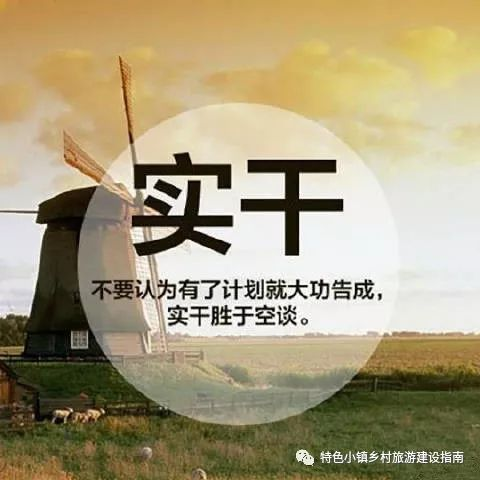 实干
不要认为有了计划就大功告成，
实干胜于空谈。
特色小镇乡村旅游建设指南